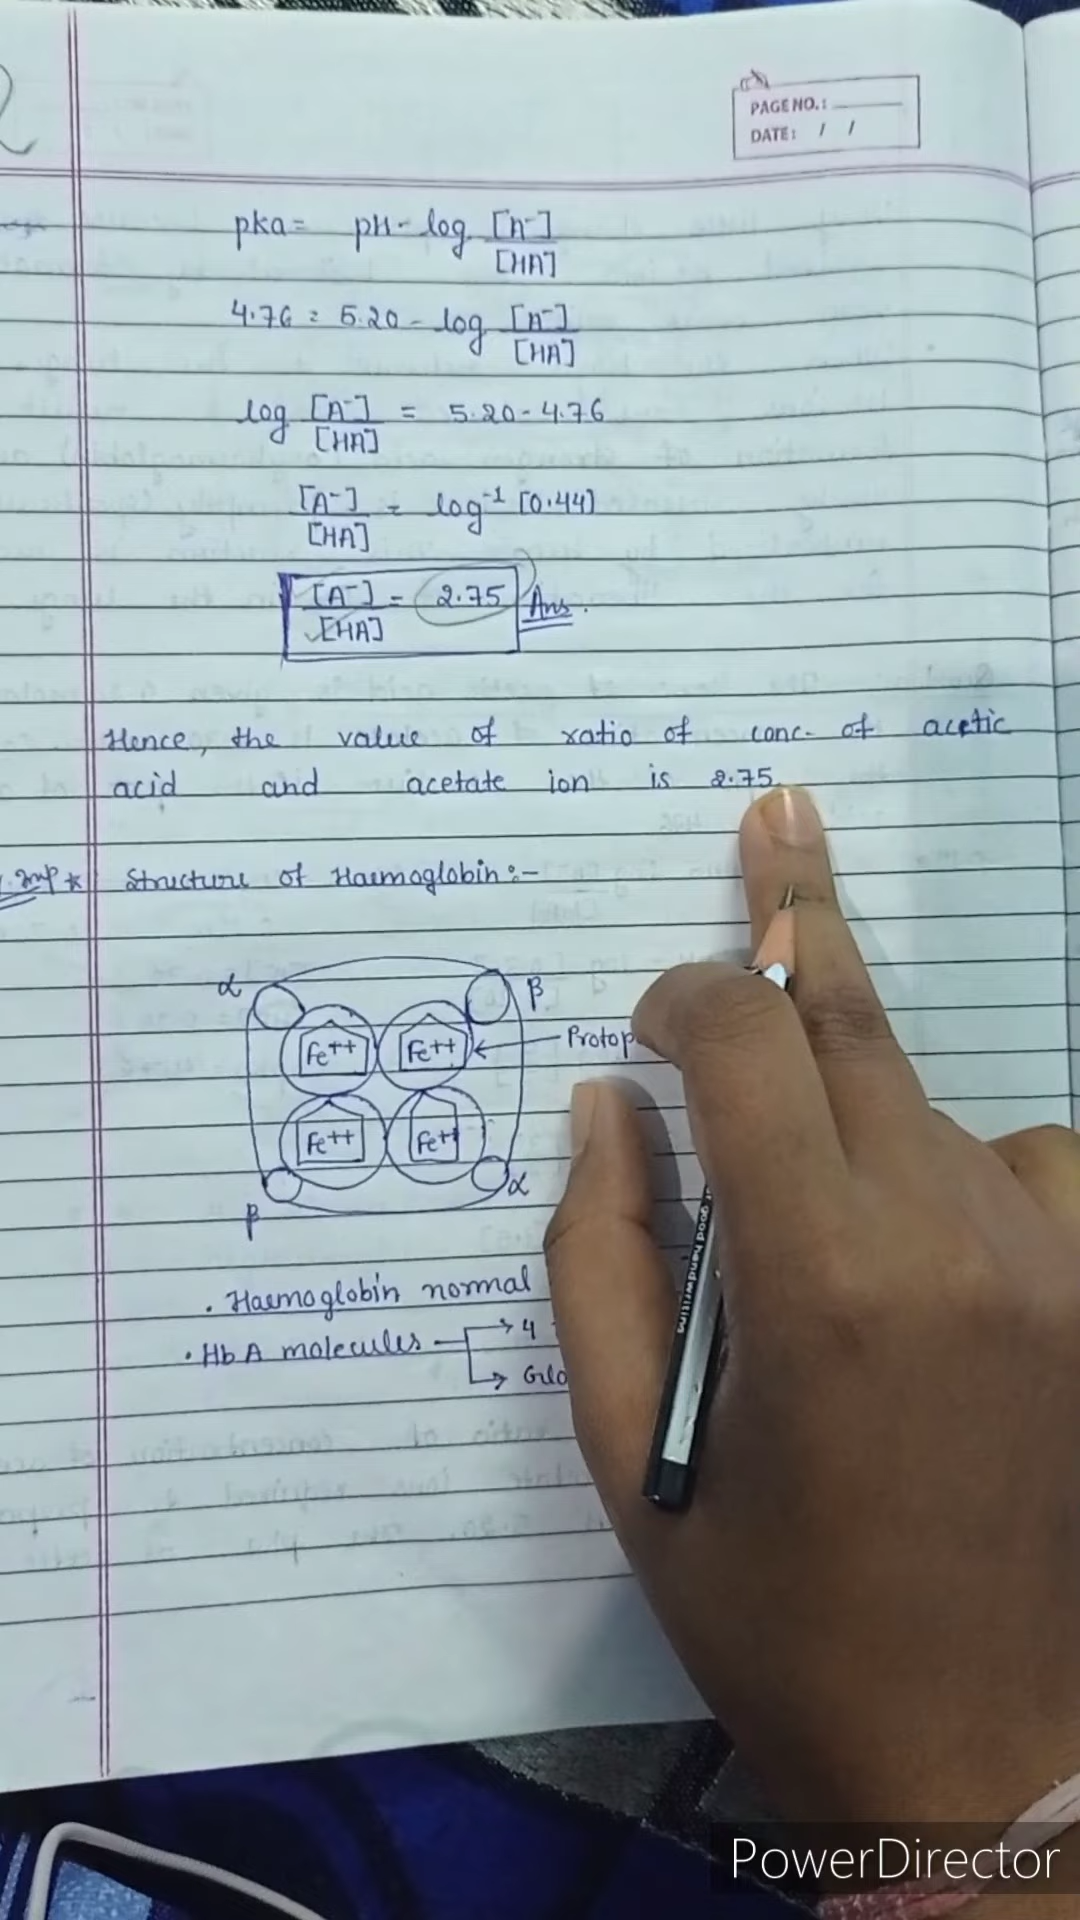 PAGE NO.:
DATE: / /
pka = pH - log [A-]
[HA]
4.76 = 5.20 - log [A-]
[HA]
log [A-] = 5.20 - 4.76
[HA]
[A-] = log-1 [0.44]
[HA]
[A-] = 2.75 Ans.
[HA]
Hence, the value of ratio of conc. of acetic
acid and acetate ion is 2.75.
Imp * Structure of Haemoglobin :-
α β
Fe++ Fe++
Fe++ Fe++
β α
. Haemoglobin normal
. HbA molecules → 4
→
good handwriting
PowerDirector